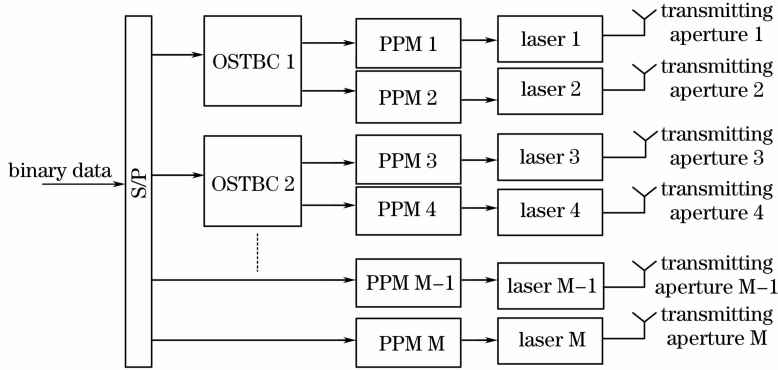 transmitting
aperture 1
PPM 1
laser 1
OSTBC 1
transmitting
aperture 2
PPM 2
laser 2
transmitting
aperture 3
PPM 3
laser 3
binary data
S/P
OSTBC 2
transmitting
aperture 4
PPM 4
laser 4
transmitting
aperture M−1
PPM M−1
laser M−1
transmitting
aperture M
PPM M
laser M